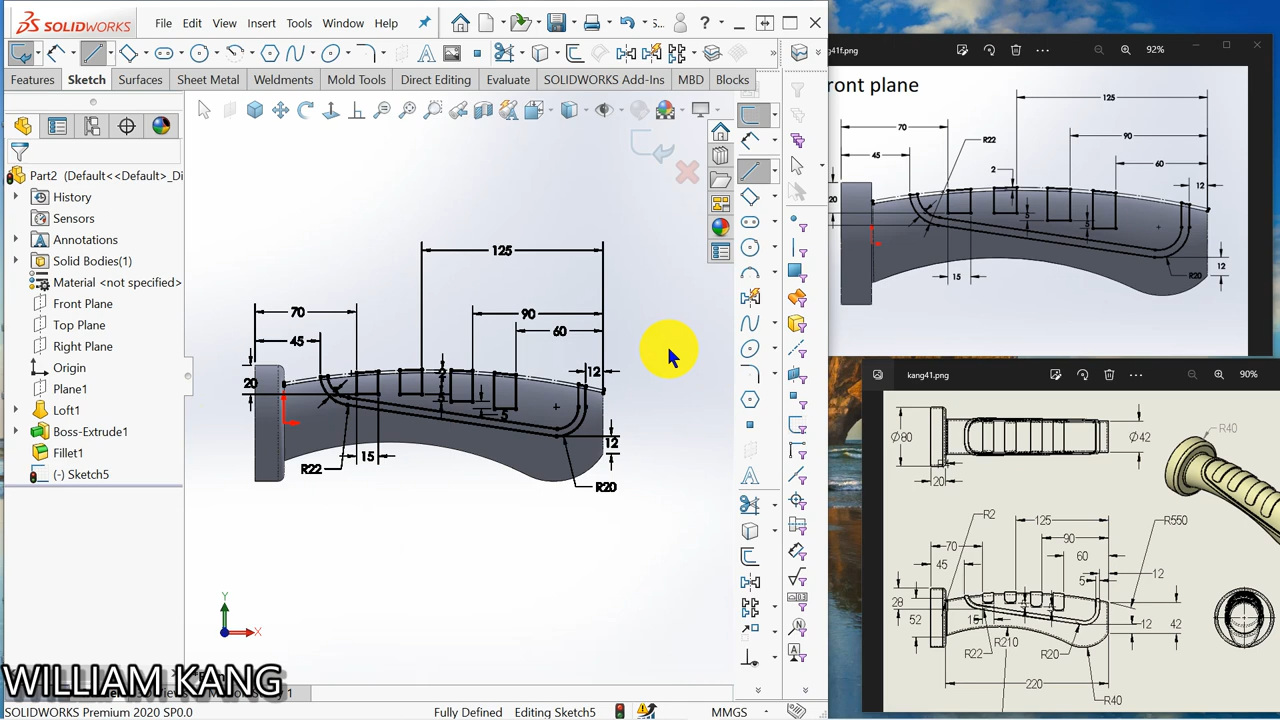 SOLIDWORKS
File Edit View Insert Tools Window Help
S...
Features Sketch Surfaces Sheet Metal Weldments Mold Tools Direct Editing Evaluate SOLIDWORKS Add-Ins MBD Blocks
Part2 (Default<<Default>_Di
History
Sensors
Annotations
Solid Bodies(1)
Material <not specified>
Front Plane
Top Plane
Right Plane
Origin
Plane1
Loft1
Boss-Extrude1
Fillet1
(-) Sketch5
125
70
90
45
60
20
12
2
5
12
R22
15
R20
Y
X
WILLIAM KANG
SOLIDWORKS Premium 2020 SP0.0
Fully Defined
Editing Sketch5
MMGS
g41f.png
92%
ront plane
125
70
R22
90
45
2
60
12
20
5
5
15
12
R20
kang41.png
90%
Ø80
Ø42
20
R40
R2
125
R550
70
90
45
60
5
12
28
52
15
12
42
R22
R210
R20
220
R40